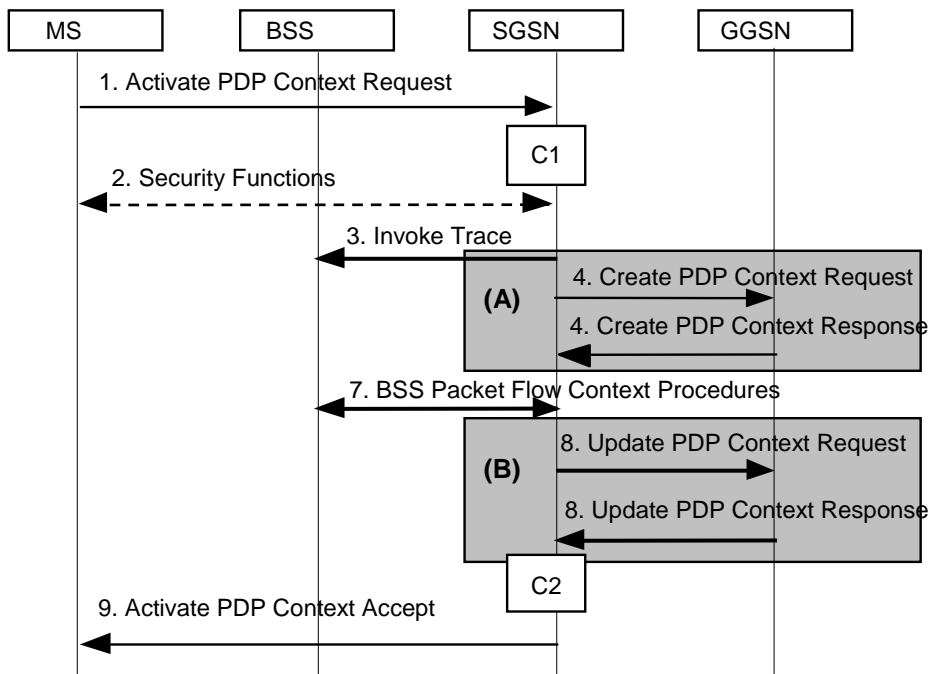 MS
BSS
SGSN
GGSN
1. Activate PDP Context Request
C1
2. Security Functions
3. Invoke Trace
(A)
4. Create PDP Context Request
4. Create PDP Context Response
7. BSS Packet Flow Context Procedures
(B)
8. Update PDP Context Request
8. Update PDP Context Response
C2
9. Activate PDP Context Accept